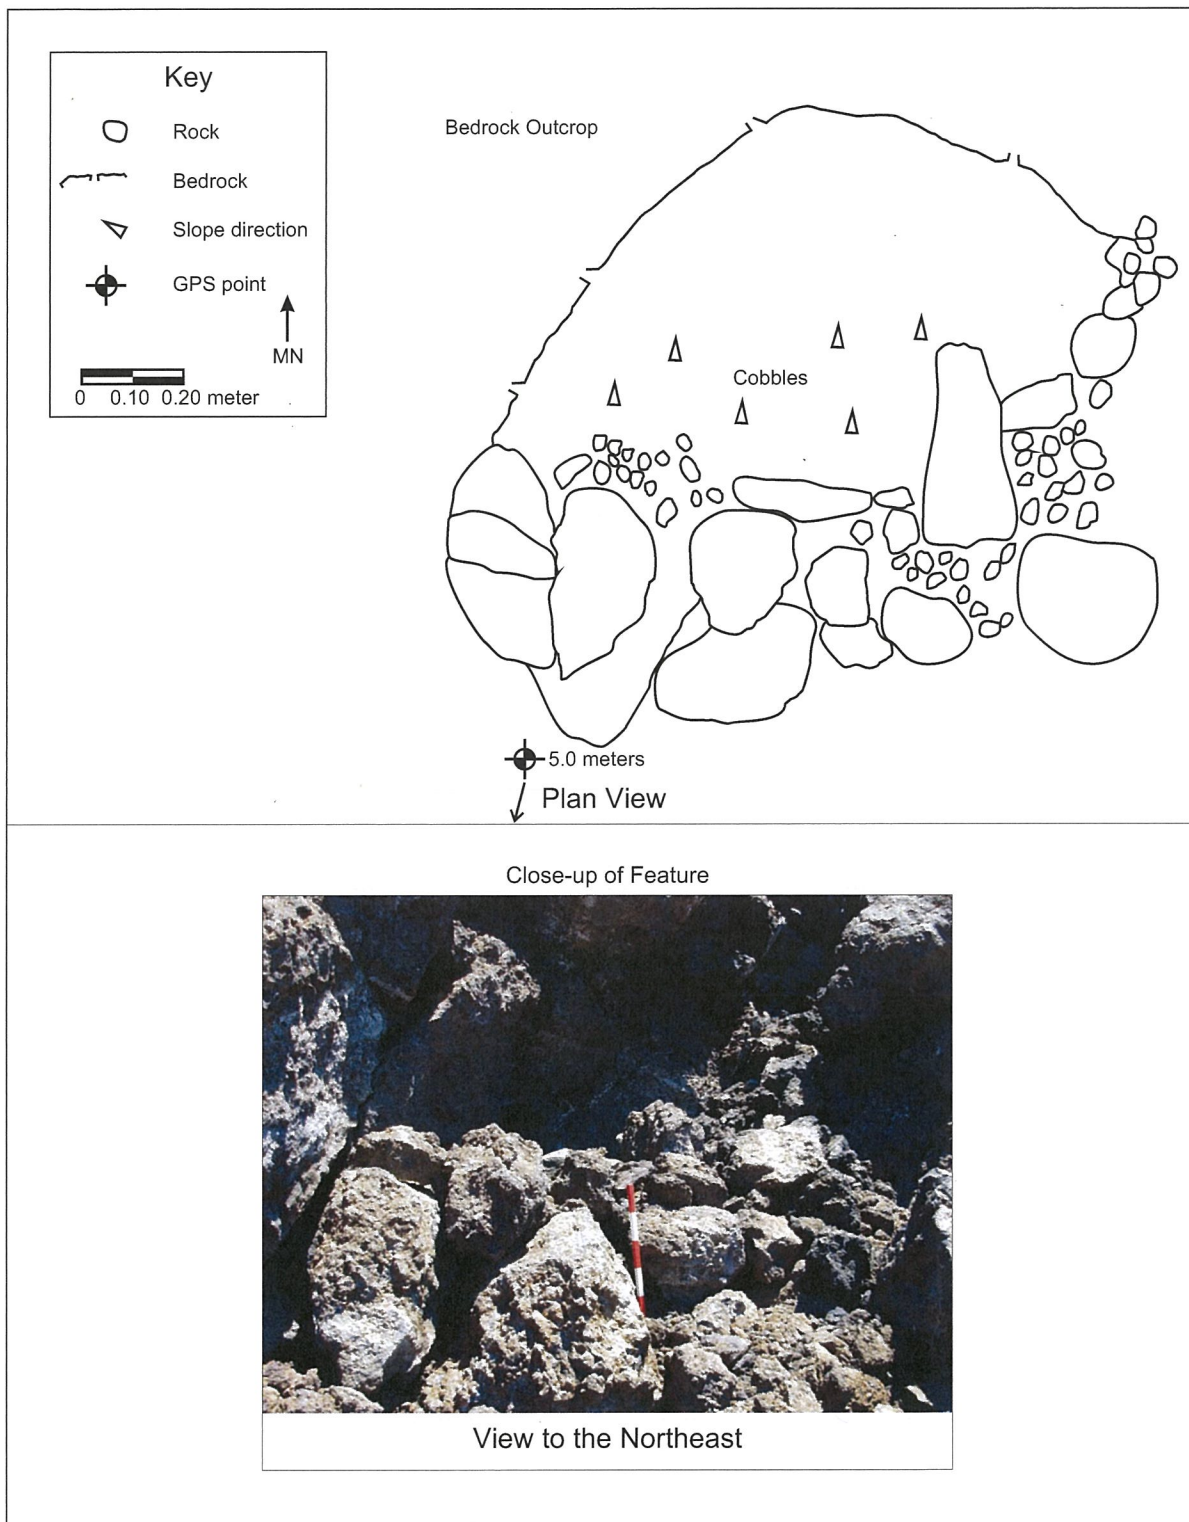 Key
Rock
Bedrock
Slope direction
GPS point
MN
0 0.10 0.20 meter
Bedrock Outcrop
Cobbles
5.0 meters
Plan View
Close-up of Feature
View to the Northeast